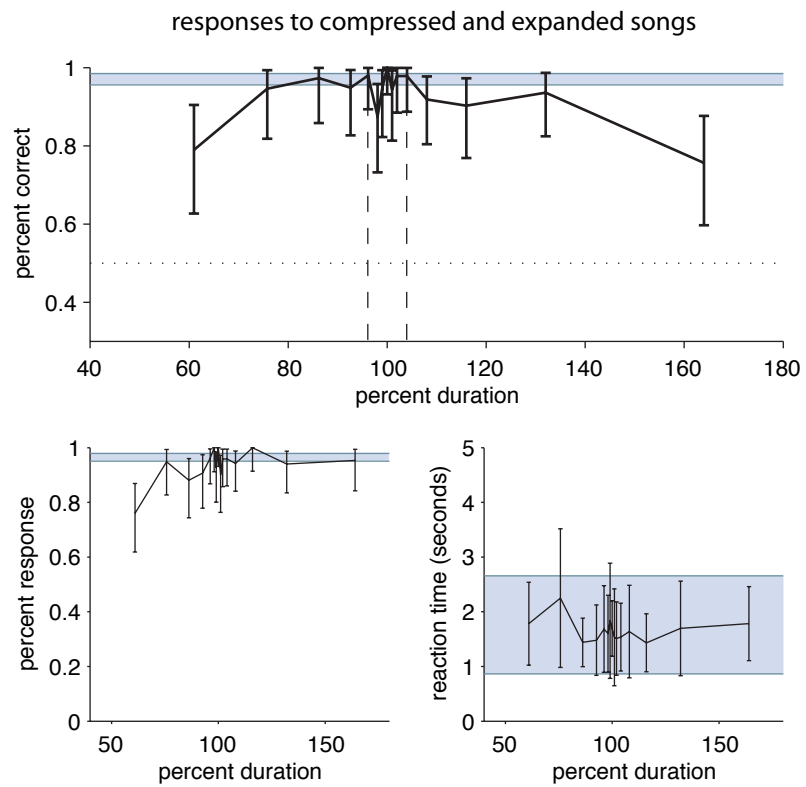 responses to compressed and expanded songs
1
0.8
0.6
0.4
percent correct
40 60 80 100 120 140 160 180
percent duration
1
0.8
0.6
0.4
0.2
0
percent response
50 100 150
percent duration
5
4
3
2
1
0
reaction time (seconds)
50 100 150
percent duration